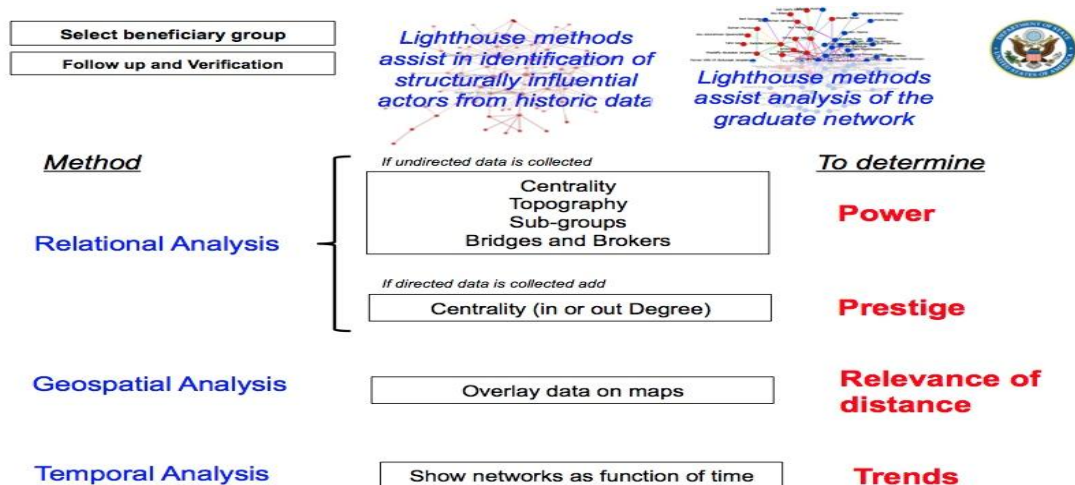 Select beneficiary group
Follow up and Verification
Lighthouse methods
assist in identification of
structurally influential
actors from historic data
Lighthouse methods
assist analysis of the
graduate network
Method
To determine
If undirected data is collected
Centrality
Topography
Sub-groups
Bridges and Brokers
Power
Relational Analysis
If directed data is collected add
Centrality (in or out Degree)
Prestige
Geospatial Analysis
Overlay data on maps
Relevance of
distance
Temporal Analysis
Show networks as function of time
Trends